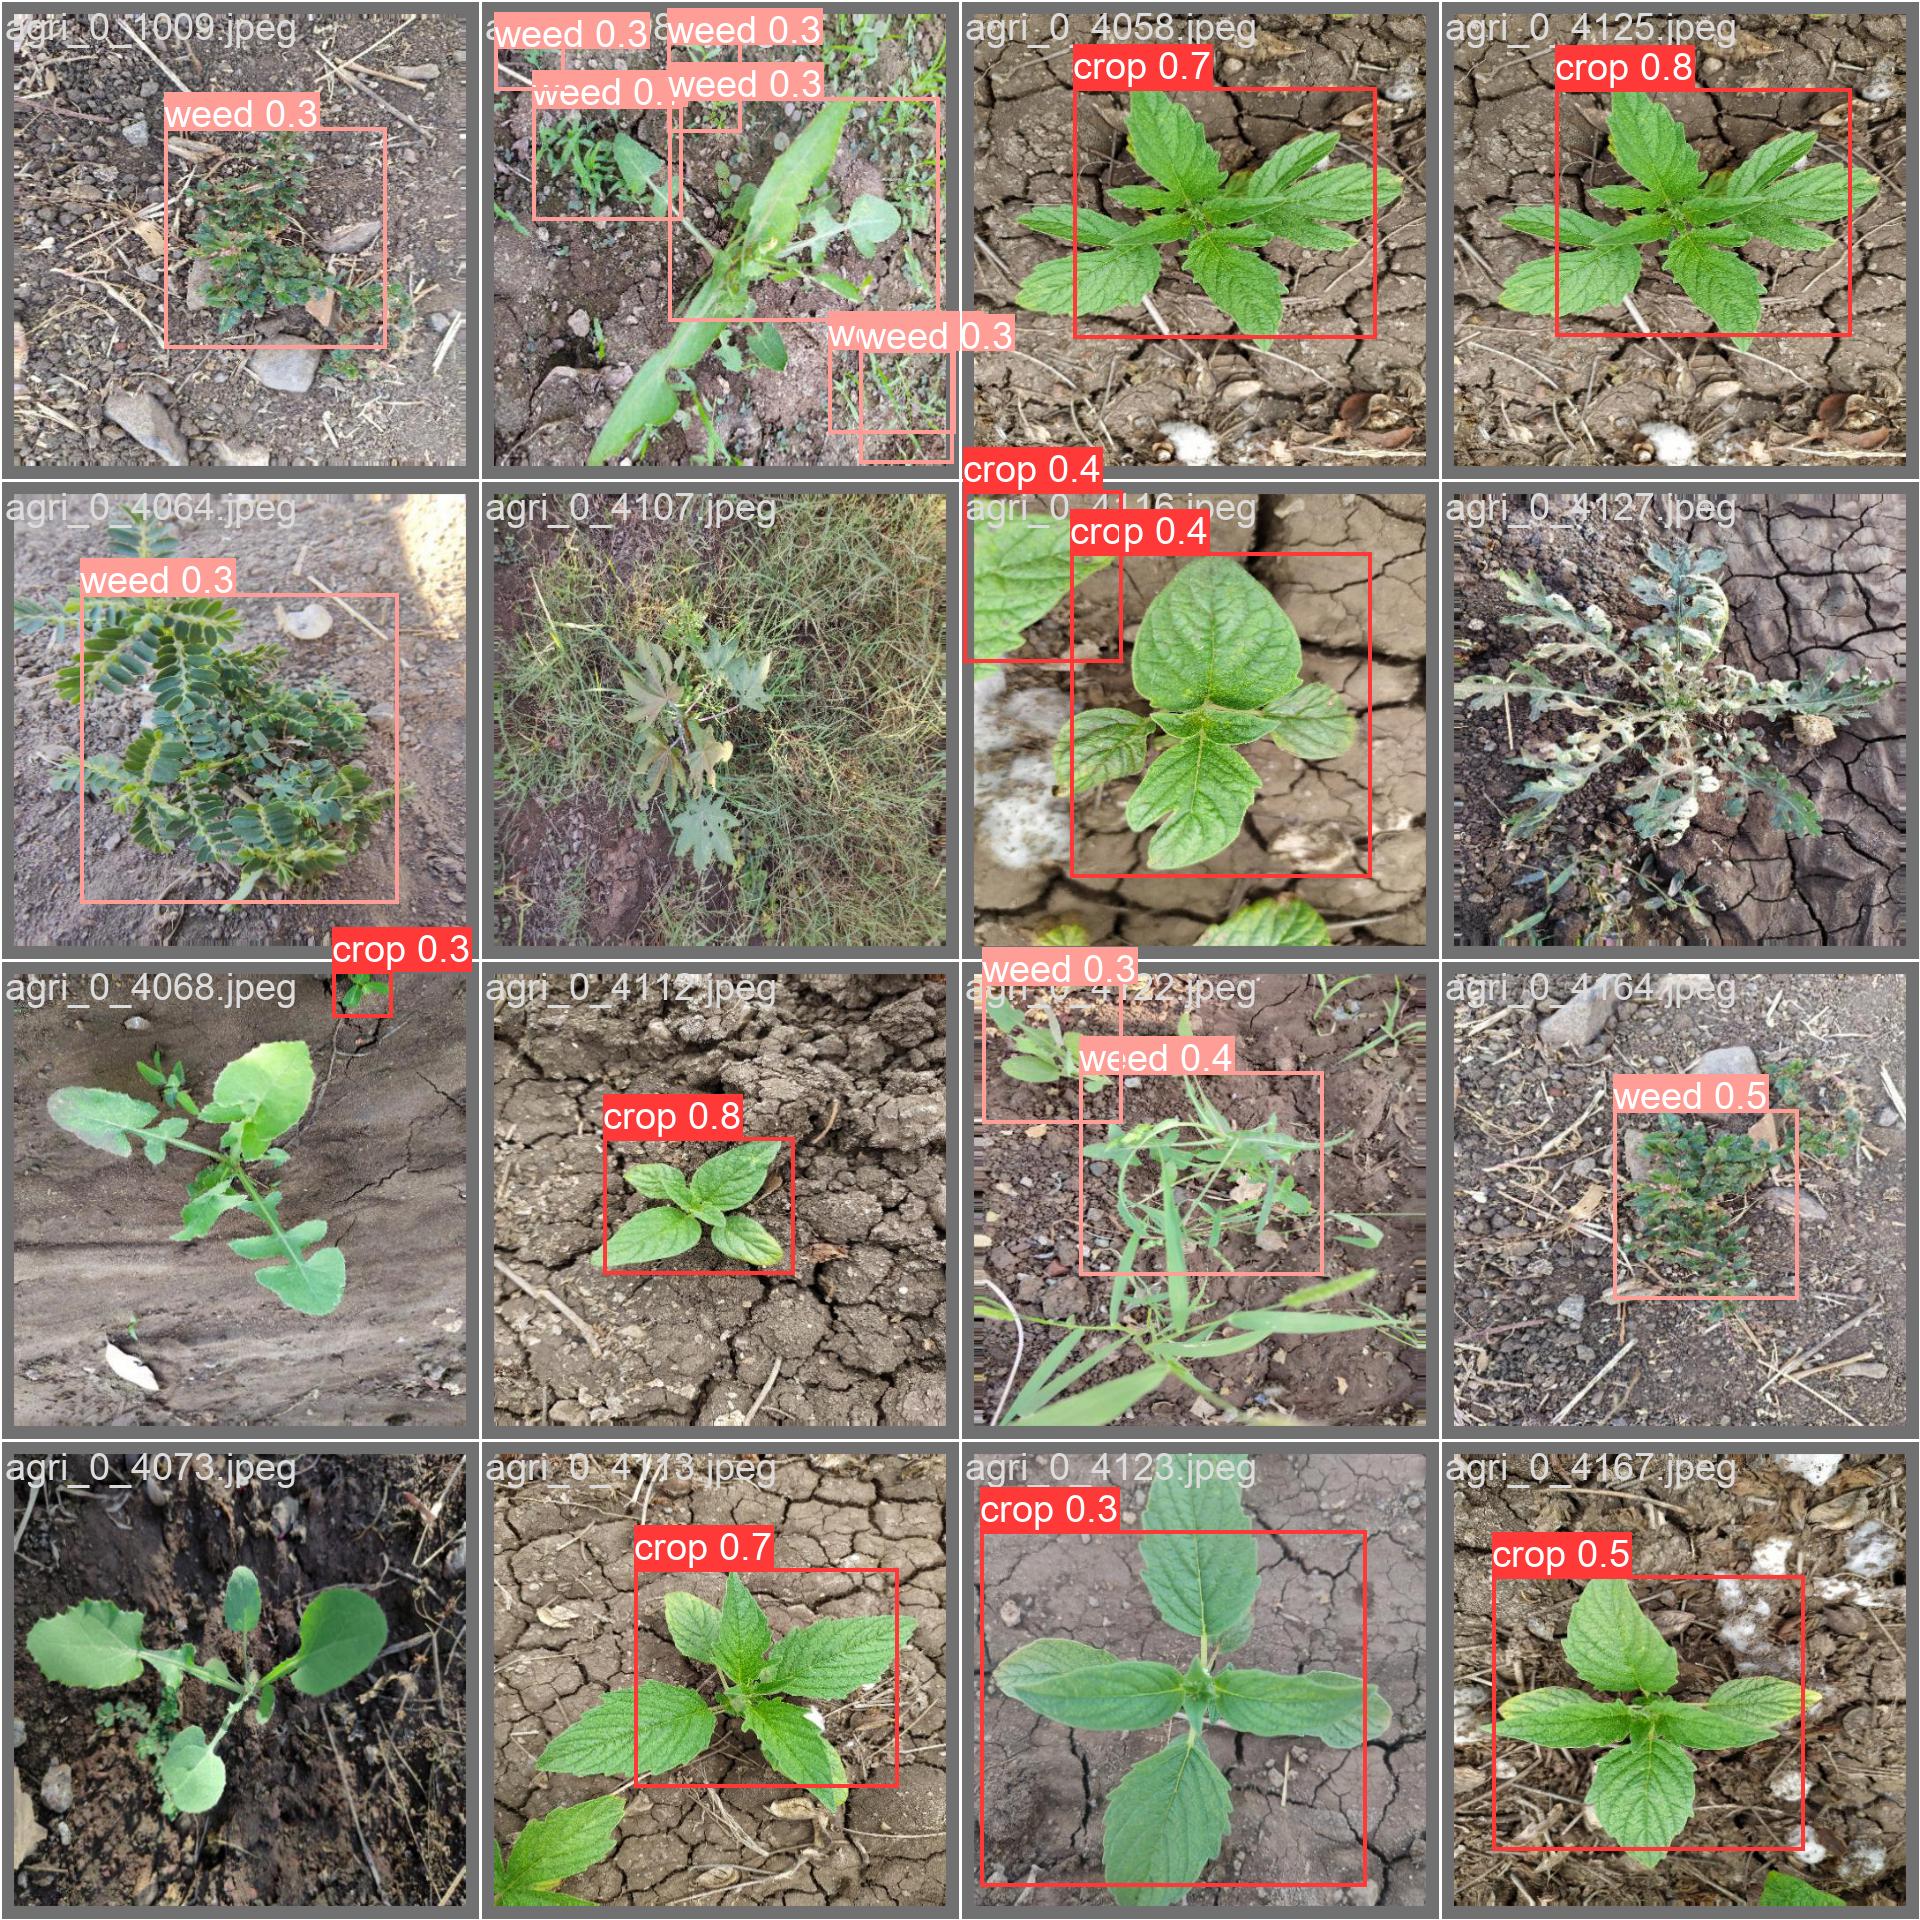 agri_0_1009.jpeg
weed 0.3
weed 0.3
weed 0.3
weed 0.
weed 0.3
weed 0.3
agri_0_4058.jpeg
crop 0.7
agri_0_4125.jpeg
crop 0.8
agri_0_4064.jpeg
weed 0.3
agri_0_4107.jpeg
crop 0.4
crop 0.4
agri_0_4127.jpeg
agri_0_4068.jpeg
crop 0.3
agri_0_4112.jpeg
crop 0.8
weed 0.3
weed 0.4
agri_0_4164.jpeg
weed 0.5
agri_0_4073.jpeg
agri_0_4113.jpeg
crop 0.7
agri_0_4123.jpeg
crop 0.3
agri_0_4167.jpeg
crop 0.5